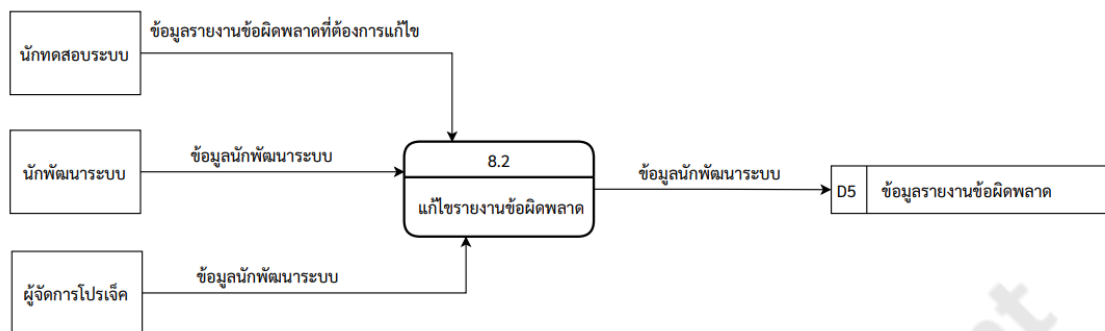 ข้อมูลรายงานข้อผิดพลาดที่ต้องการแก้ไข
นักทดสอบระบบ
ข้อมูลนักพัฒนาระบบ
นักพัฒนาระบบ
8.2
แก้ไขรายงานข้อผิดพลาด
ข้อมูลนักพัฒนาระบบ
D5 ข้อมูลรายงานข้อผิดพลาด
ข้อมูลนักพัฒนาระบบ
ผู้จัดการโปรเจ็ค